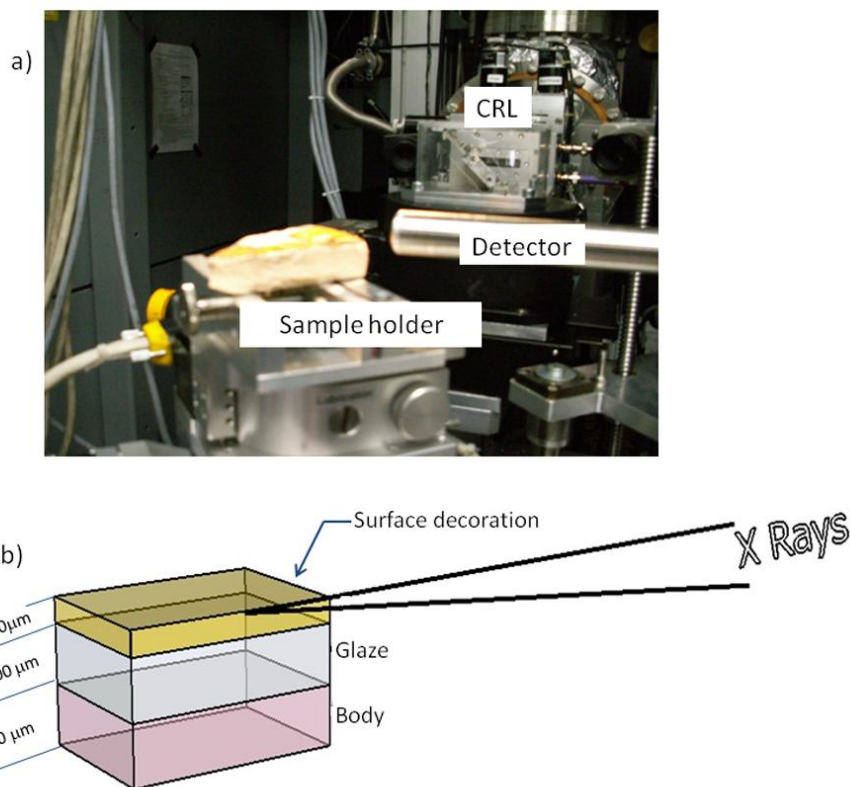 a)
CRL
Detector
Sample holder
b)
Surface decoration
X Rays
Glaze
Body